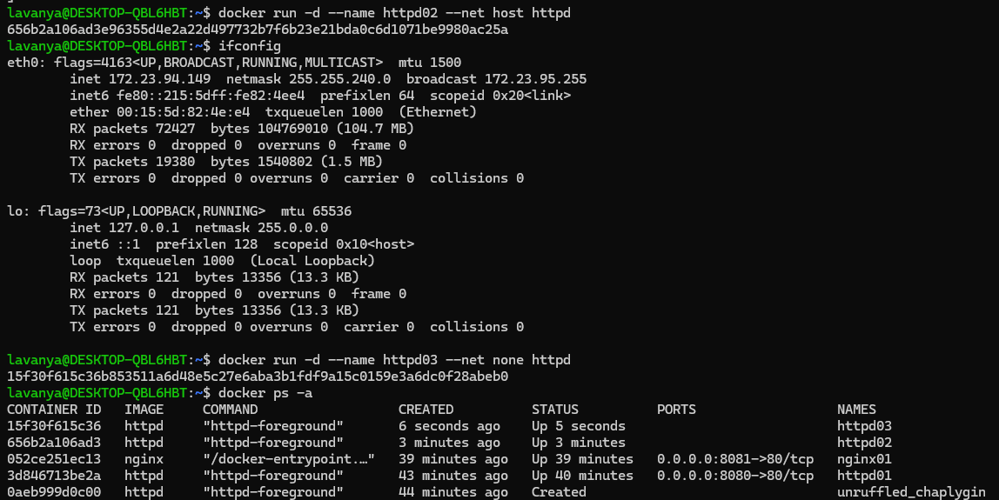 lavanya@DESKTOP-QBL6HBT:~$ docker run -d --name httpd02 --net host httpd
656b2a106ad3e96355d4e2a22d497732b7f6b23e21bda0c6d1071be9980ac25a
lavanya@DESKTOP-QBL6HBT:~$ ifconfig
eth0: flags=4163<UP,BROADCAST,RUNNING,MULTICAST>  mtu 1500
        inet 172.23.94.149  netmask 255.255.240.0  broadcast 172.23.95.255
        inet6 fe80::215:5dff:fe82:4ee4  prefixlen 64  scopeid 0x20<link>
        ether 00:15:5d:82:4e:e4  txqueuelen 1000  (Ethernet)
        RX packets 72427  bytes 104769010 (104.7 MB)
        RX errors 0  dropped 0  overruns 0  frame 0
        TX packets 19380  bytes 1540802 (1.5 MB)
        TX errors 0  dropped 0 overruns 0  carrier 0  collisions 0
lo: flags=73<UP,LOOPBACK,RUNNING>  mtu 65536
        inet 127.0.0.1  netmask 255.0.0.0
        inet6 ::1  prefixlen 128  scopeid 0x10<host>
        loop  txqueuelen 1000  (Local Loopback)
        RX packets 121  bytes 13356 (13.3 KB)
        RX errors 0  dropped 0  overruns 0  frame 0
        TX packets 121  bytes 13356 (13.3 KB)
        TX errors 0  dropped 0 overruns 0  carrier 0  collisions 0
lavanya@DESKTOP-QBL6HBT:~$ docker run -d --name httpd03 --net none httpd
15f30f615c36b853511a6d48e5c27e6aba3b1fdf9a15c0159e3a6dc0f28abeb0
lavanya@DESKTOP-QBL6HBT:~$ docker ps -a
CONTAINER ID   IMAGE     COMMAND                  CREATED          STATUS          PORTS                  NAMES
15f30f615c36   httpd     "httpd-foreground"       6 seconds ago    Up 5 seconds                           httpd03
656b2a106ad3   httpd     "httpd-foreground"       3 minutes ago    Up 3 minutes                           httpd02
052ce251ec13   nginx     "/docker-entrypoint.…"   39 minutes ago   Up 39 minutes   0.0.0.0:8081->80/tcp   nginx01
3d846713be2a   httpd     "httpd-foreground"       43 minutes ago   Up 40 minutes   0.0.0.0:8080->80/tcp   httpd01
0aeb999d0c00   httpd     "httpd-foreground"       44 minutes ago   Created                                unruffled_chaplygin